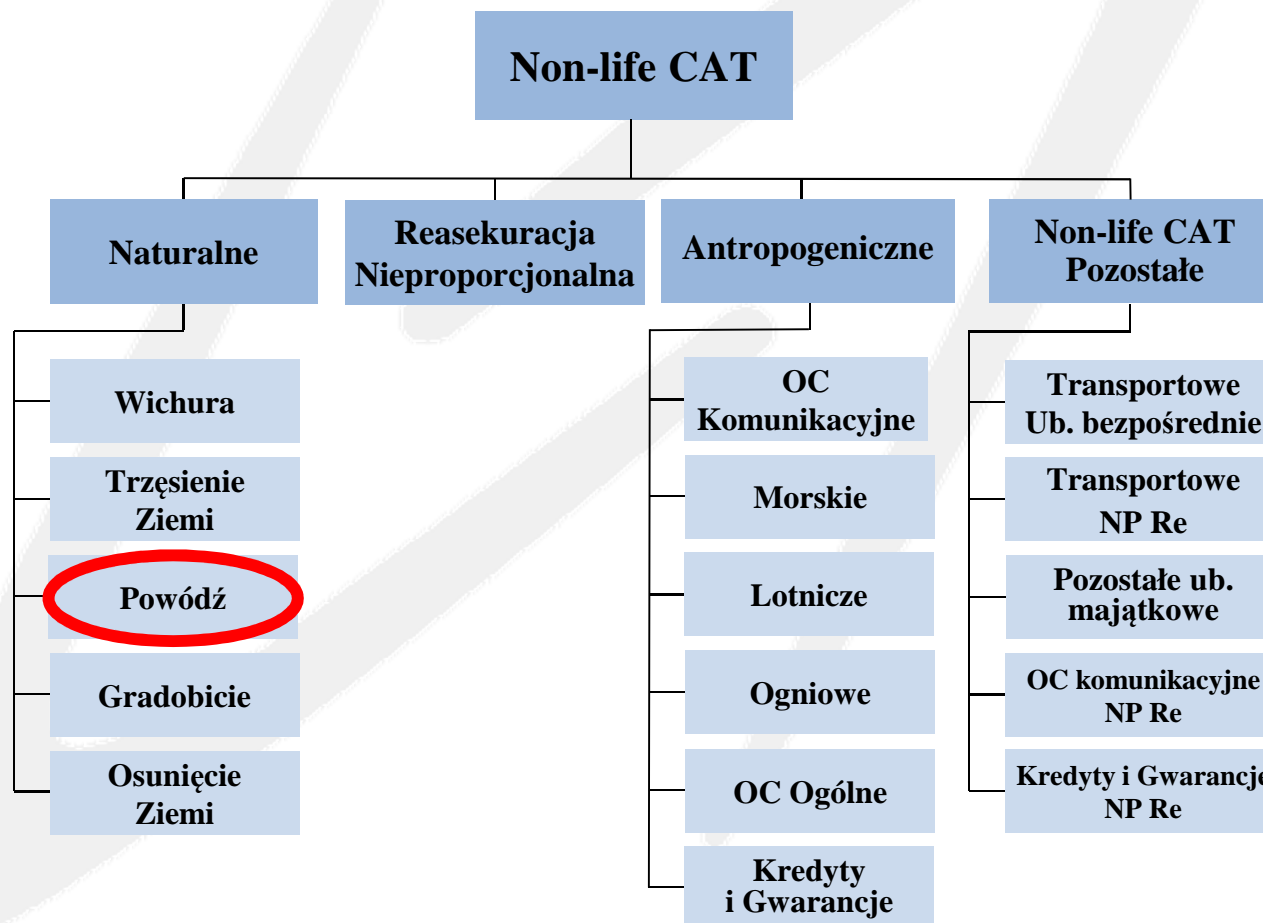 Non-life CAT
Naturalne
Reasekuracja
Nieproporcjonalna
Antropogeniczne
Non-life CAT
Pozostałe
Wichura
Trzęsienie
Ziemi
Powódź
Gradobicie
Osunięcie
Ziemi
OC
Komunikacyjne
Morskie
Lotnicze
Ogniowe
OC Ogólne
Kredyty
i Gwarancje
Transportowe
Ub. bezpośrednie
Transportowe
NP Re
Pozostałe ub.
majątkowe
OC komunikacyjne
NP Re
Kredyty i Gwarancje
NP Re